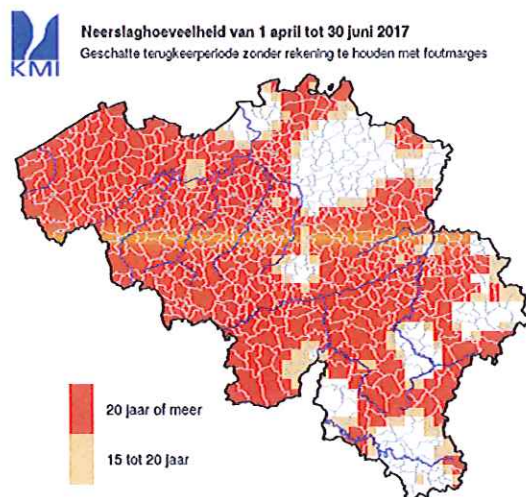 KMI
Neerslaghoeveelheid van 1 april tot 30 juni 2017
Geschatte terugkeerperiode zonder rekening te houden met foutmarges
20 jaar of meer
15 tot 20 jaar